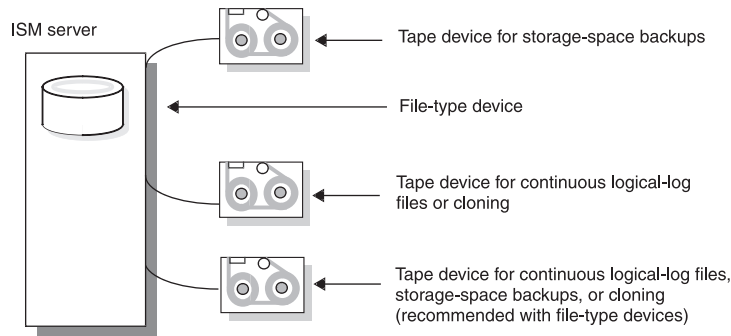 ISM server
Tape device for storage-space backups
File-type device
Tape device for continuous logical-log
files or cloning
Tape device for continuous logical-log files,
storage-space backups, or cloning
(recommended with file-type devices)